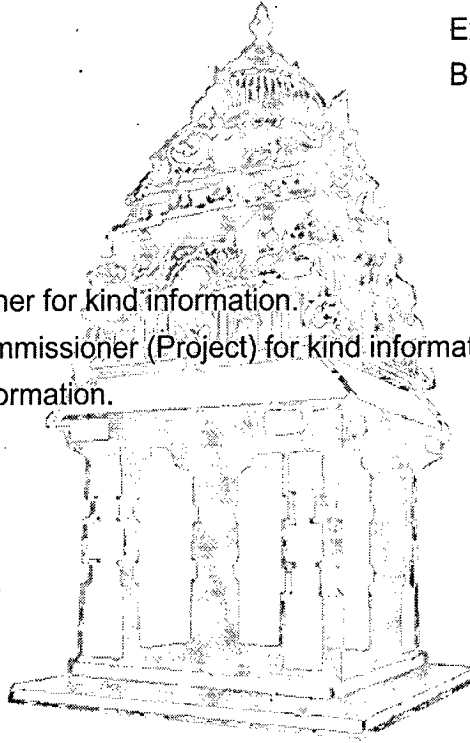 ner for kind information.
mmissioner (Project) for kind informat
ormation.